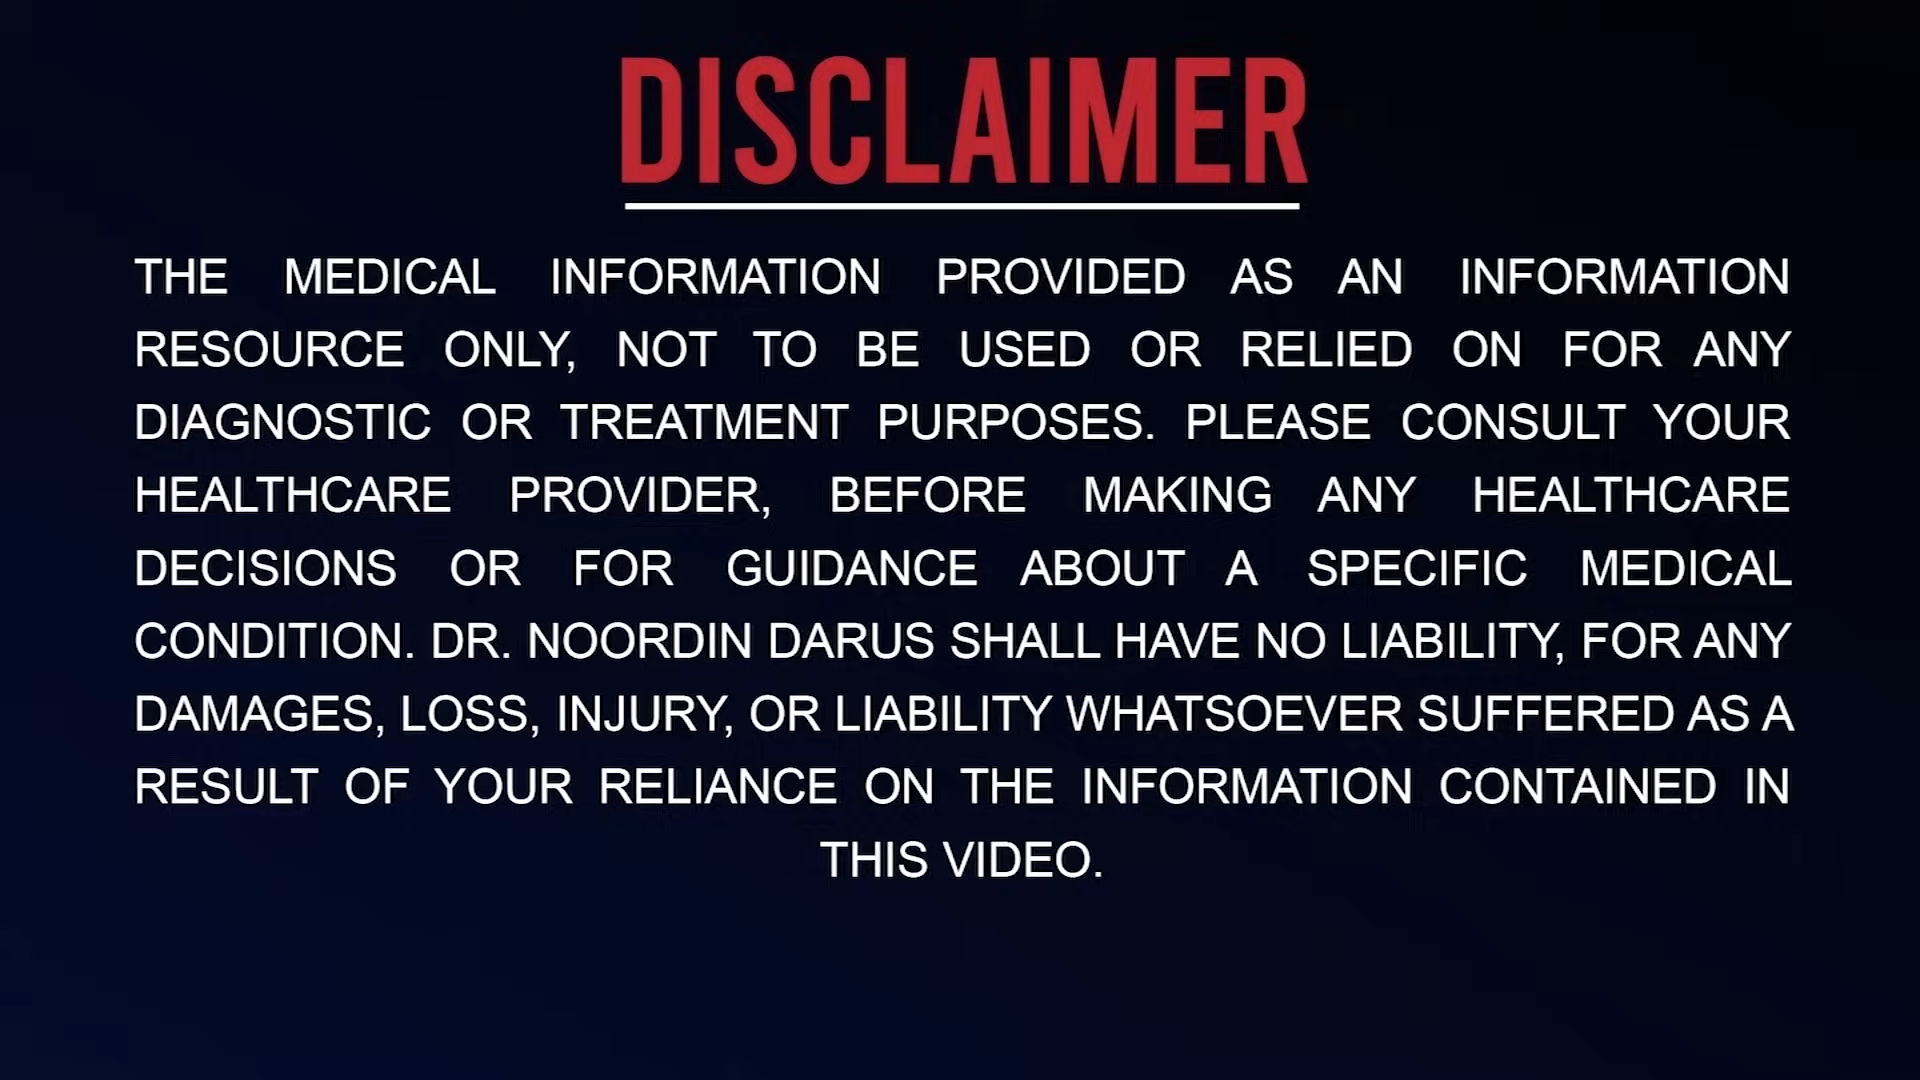 DISCLAIMER
THE MEDICAL INFORMATION PROVIDED AS AN INFORMATION
RESOURCE ONLY, NOT TO BE USED OR RELIED ON FOR ANY
DIAGNOSTIC OR TREATMENT PURPOSES. PLEASE CONSULT YOUR
HEALTHCARE PROVIDER, BEFORE MAKING ANY HEALTHCARE
DECISIONS OR FOR GUIDANCE ABOUT A SPECIFIC MEDICAL
CONDITION. DR. NOORDIN DARUS SHALL HAVE NO LIABILITY, FOR ANY
DAMAGES, LOSS, INJURY, OR LIABILITY WHATSOEVER SUFFERED AS A
RESULT OF YOUR RELIANCE ON THE INFORMATION CONTAINED IN
THIS VIDEO.